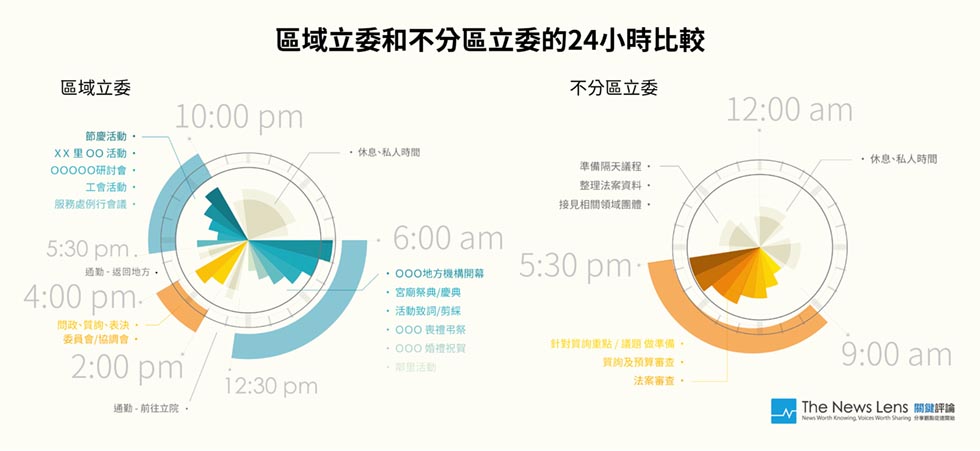 區域立委和不分區立委的24小時比較
區域立委
10:00 pm
節慶活動
XX 里 OO 活動
OOOOO研討會
工會活動
服務處例行會議
休息、私人時間
5:30 pm
通勤 - 返回地方
4:00 pm
問政、質詢、表決
委員會/協調會
2:00 pm
通勤 - 前往立院
12:30 pm
6:00 am
OOO地方機構開幕
宮廟祭典/慶典
活動致詞/剪綵
OOO 喪禮弔祭
OOO 婚禮祝賀
鄰里活動
不分區立委
12:00 am
準備隔天議程
整理法案資料
接見相關領域團體
休息、私人時間
5:30 pm
針對質詢重點 / 議題 做準備
質詢及預算審查
法案審查
9:00 am
The News Lens 關鍵評論
News Worth Knowing, Voices Worth Sharing 分享觀點從這開始